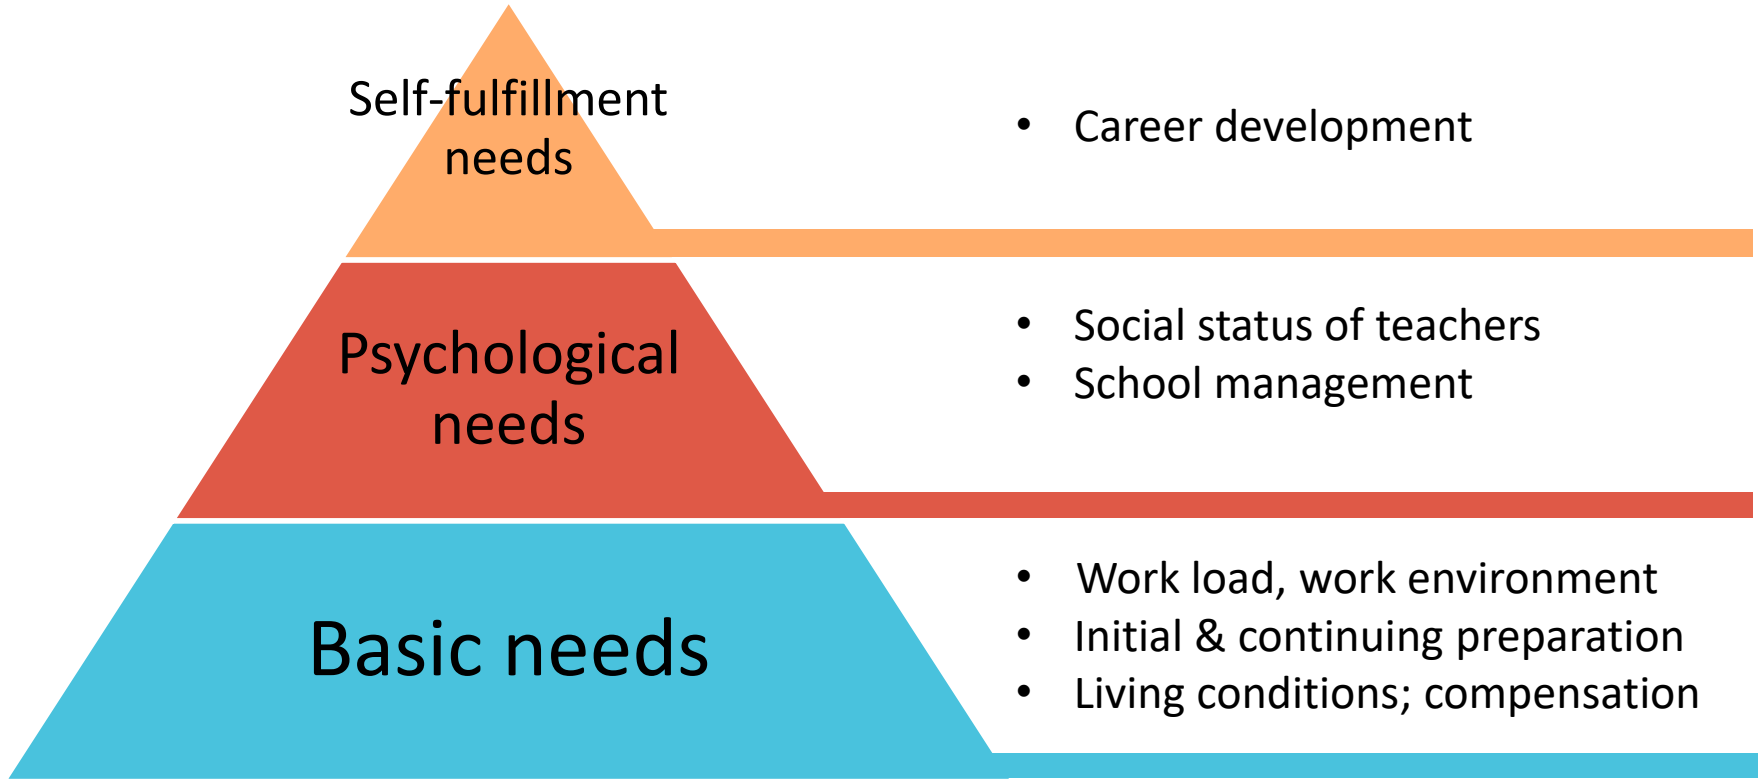 Self-fulfillment
needs
• Career development
Psychological
needs
• Social status of teachers
• School management
Basic needs
• Work load, work environment
• Initial & continuing preparation
• Living conditions; compensation